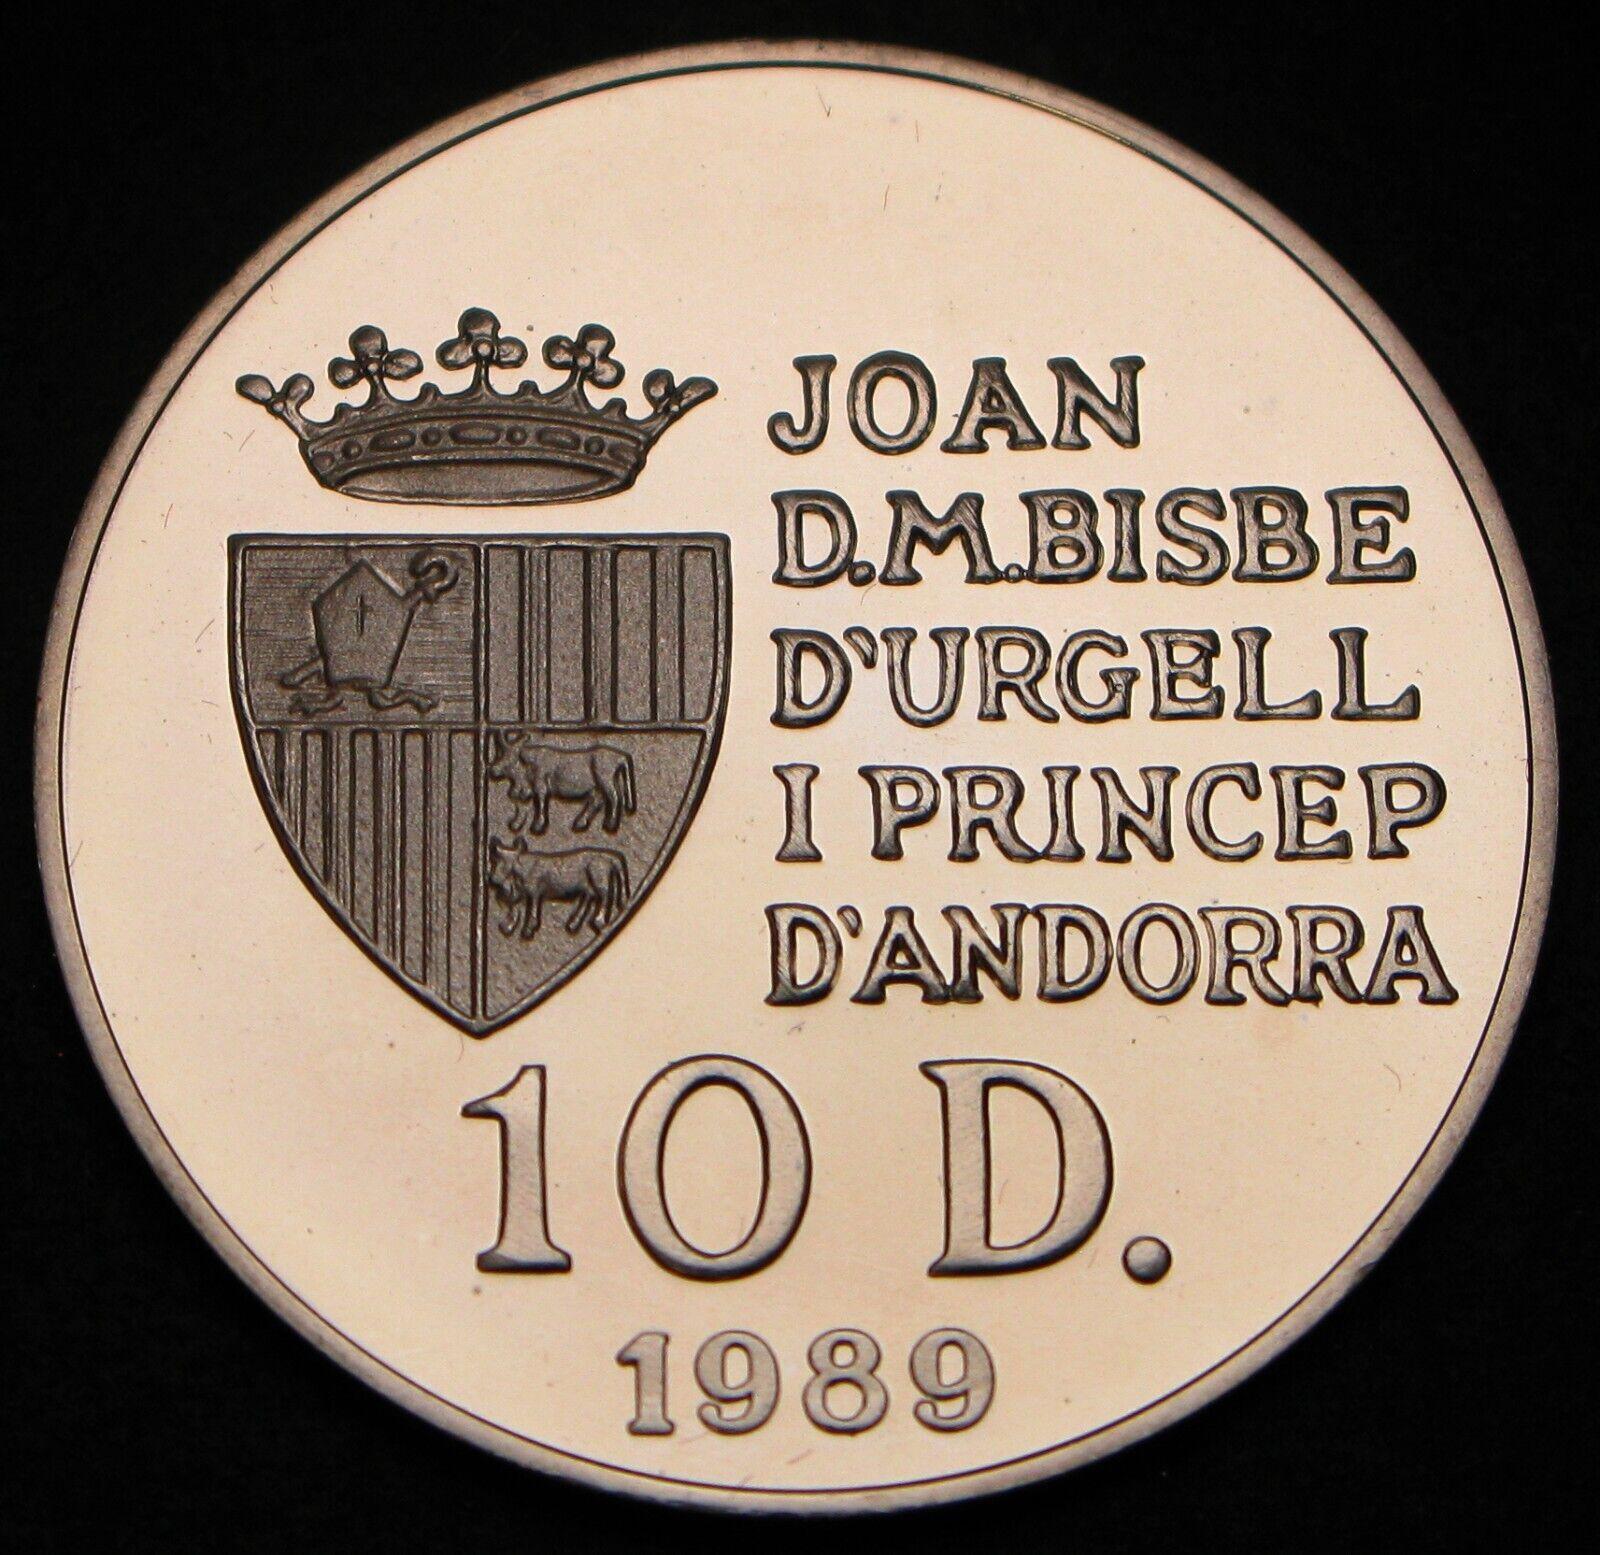 JOAN
D.M.BISBE
D'URGELL
I PRINCEP
D'ANDORRA
10 D.
1989